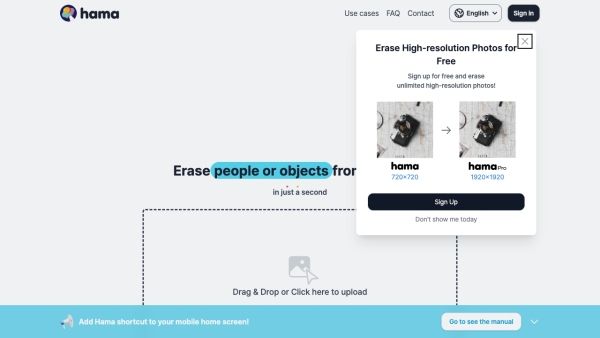 hama
Use cases
FAQ
Contact
English
Sign In
Erase High-resolution Photos for
Free
Sign up for free and erase
unlimited high-resolution photos!
hama
hama Pro
720×720
1920×1920
Sign Up
Don't show me today
Erase people or objects from
in just a second
Drag & Drop or Click here to upload
Add Hama shortcut to your mobile home screen!
Go to see the manual